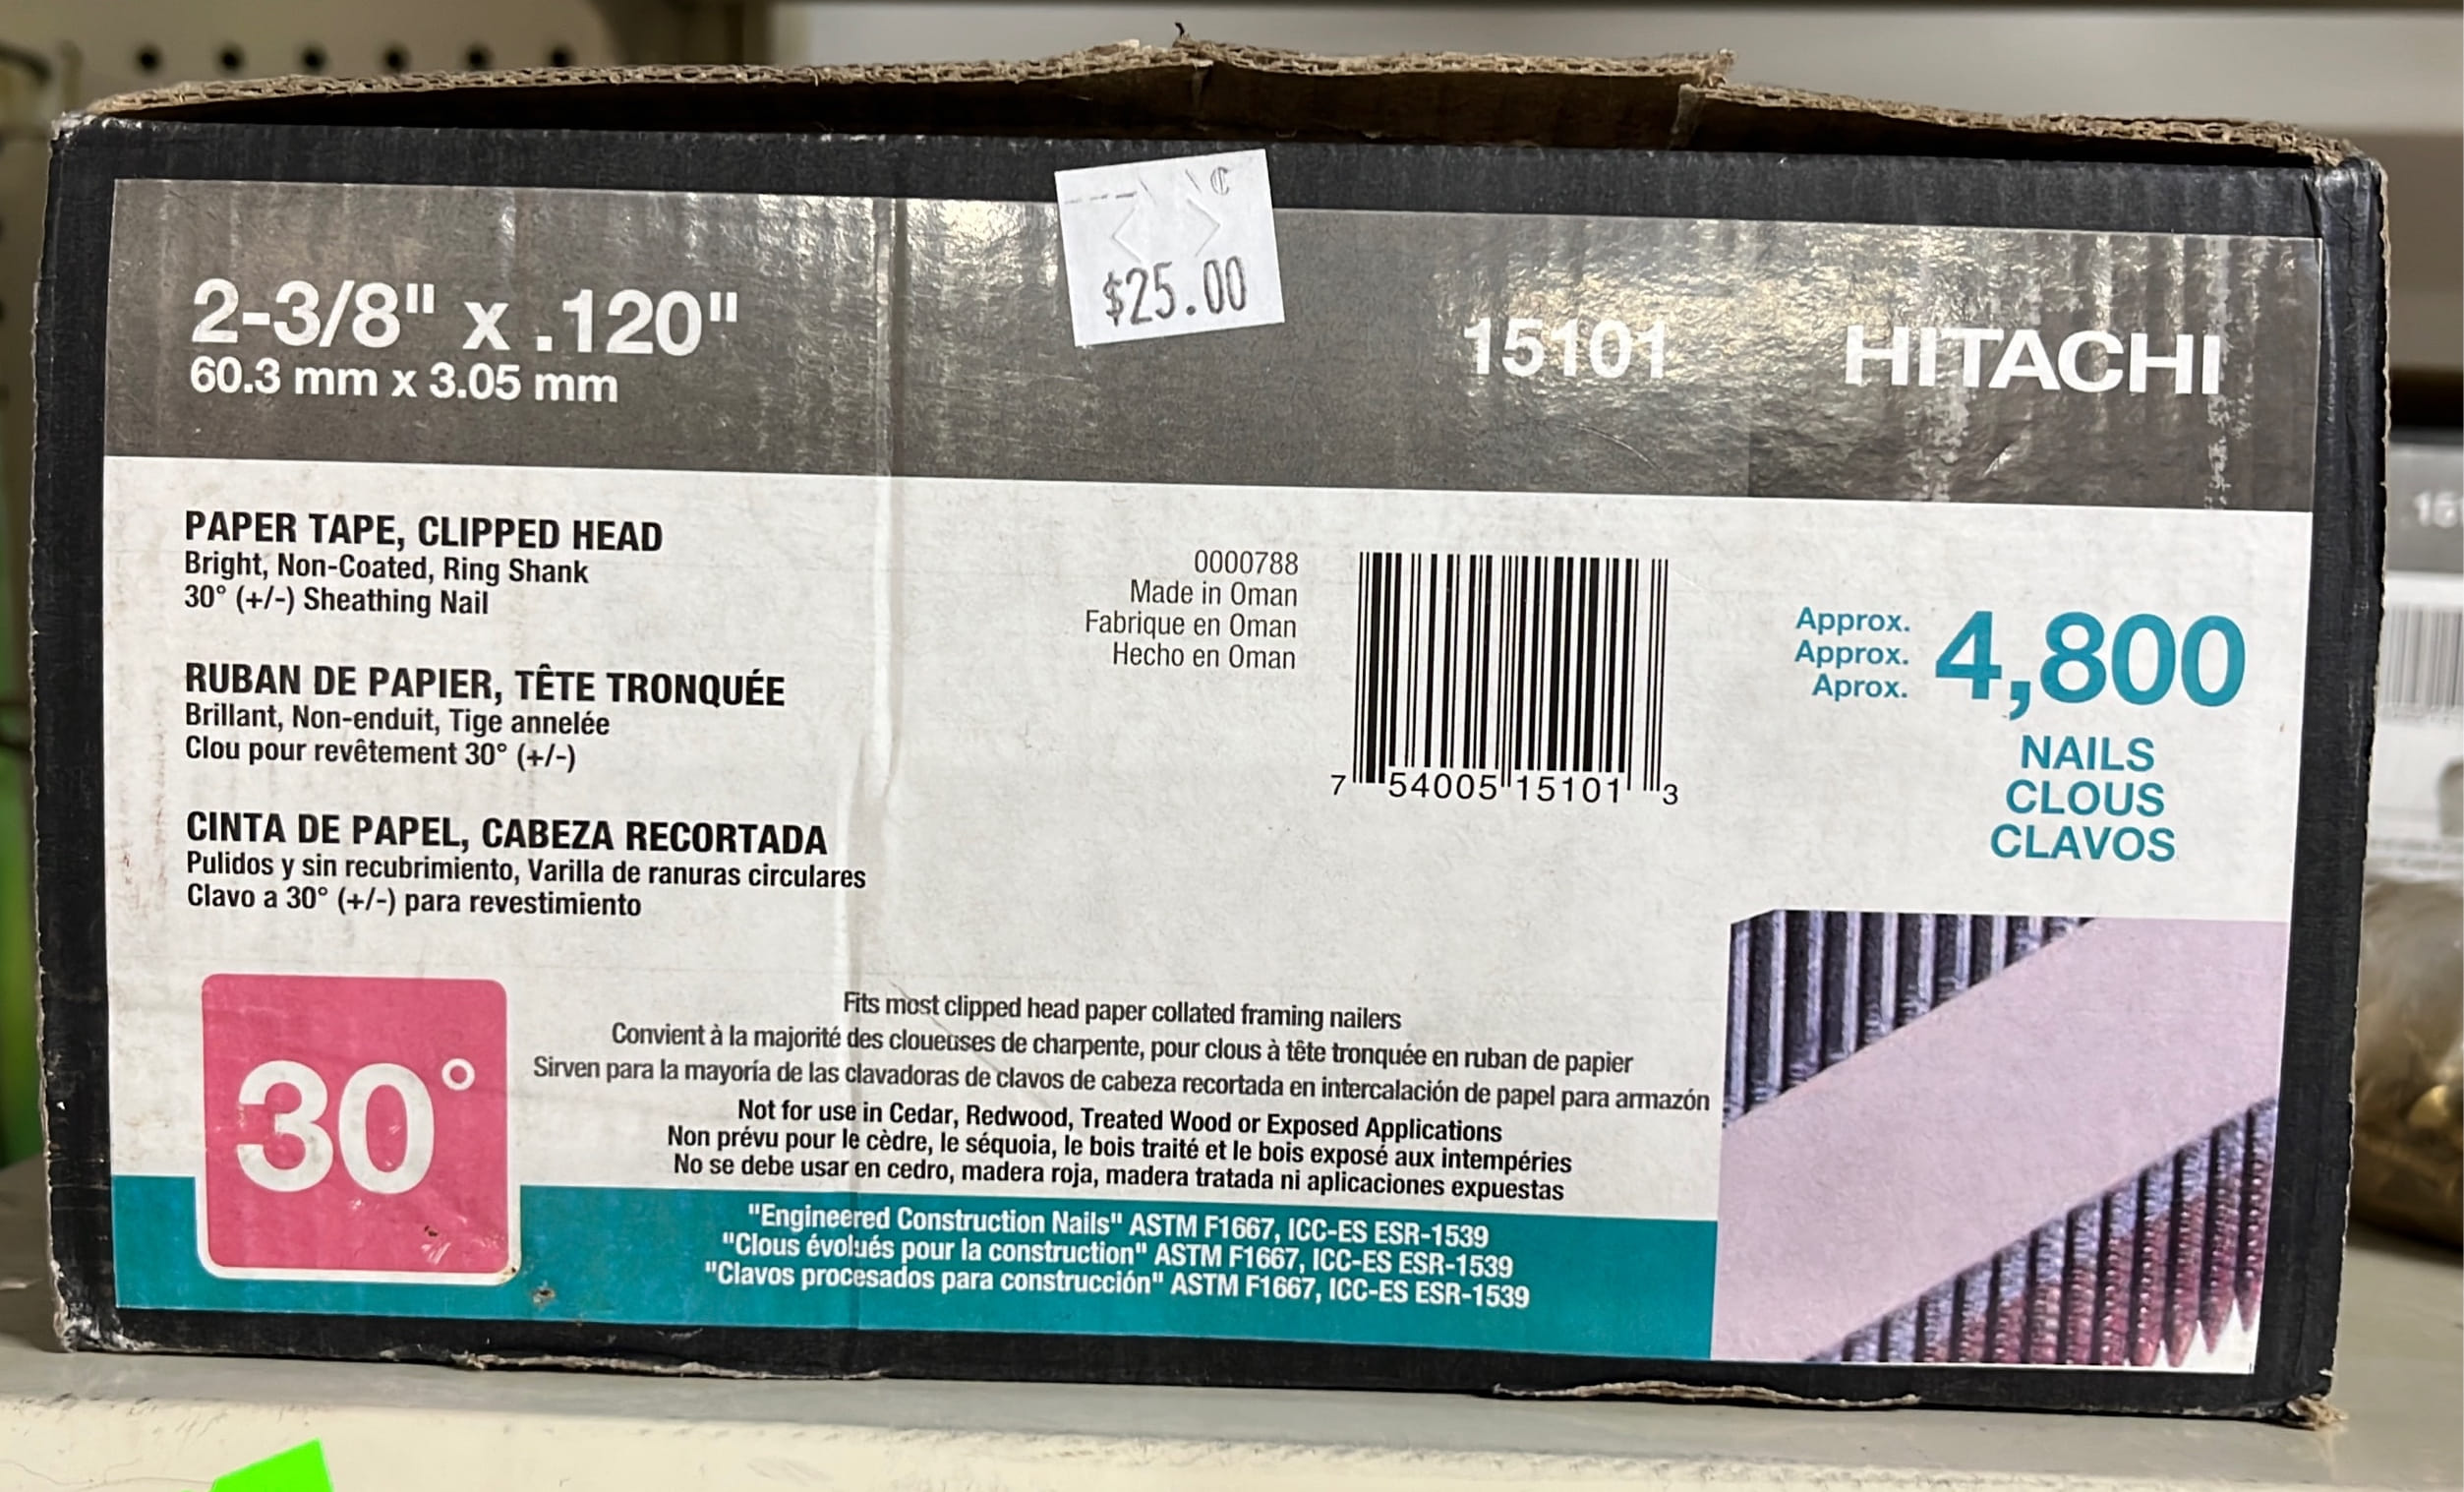 ₵
$25.00
2-3/8" x .120"
60.3 mm x 3.05 mm
15101
HITACHI
PAPER TAPE, CLIPPED HEAD
Bright, Non-Coated, Ring Shank
30° (+/-) Sheathing Nail
RUBAN DE PAPIER, TÊTE TRONQUÉE
Brillant, Non-enduit, Tige annelée
Clou pour revêtement 30° (+/-)
CINTA DE PAPEL, CABEZA RECORTADA
Pulidos y sin recubrimiento, Varilla de ranuras circulares
Clavo a 30° (+/-) para revestimiento
0000788
Made in Oman
Fabrique en Oman
Hecho en Oman
7 54005 15101 3
Approx.
Approx.
Aprox.
4,800
NAILS
CLOUS
CLAVOS
30°
Fits most clipped head paper collated framing nailers
Convient à la majorité des cloueuses de charpente, pour clous à tête tronquée en ruban de papier
Sirven para la mayoría de las clavadoras de clavos de cabeza recortada en intercalación de papel para armazón
Not for use in Cedar, Redwood, Treated Wood or Exposed Applications
Non prévu pour le cèdre, le séquoia, le bois traité et le bois exposé aux intempéries
No se debe usar en cedro, madera roja, madera tratada ni aplicaciones expuestas
"Engineered Construction Nails" ASTM F1667, ICC-ES ESR-1539
"Clous évolués pour la construction" ASTM F1667, ICC-ES ESR-1539
"Clavos procesados para construcción" ASTM F1667, ICC-ES ESR-1539